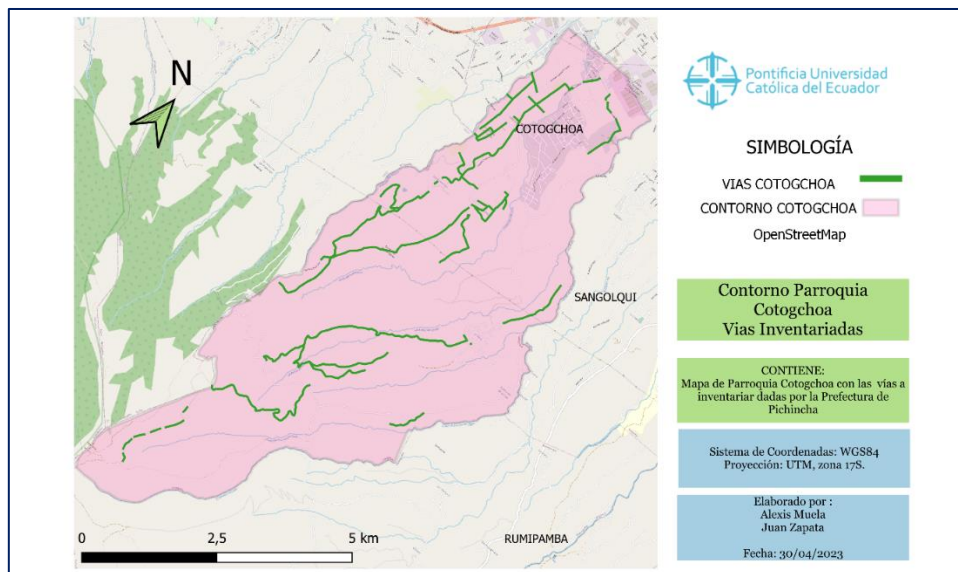 N
COTOGCHOA
SANGOLQUI
RUMIPAMBA
0 2,5 5 km
Pontificia Universidad
Católica del Ecuador
SIMBOLOGÍA
VIAS COTOGCHOA
CONTORNO COTOGCHOA
OpenStreetMap
Contorno Parroquia
Cotogchoa
Vias Inventariadas
CONTIENE:
Mapa de Parroquia Cotogchoa con las vías a
inventariar dadas por la Prefectura de
Pichincha
Sistema de Coordenadas: WGS84
Proyección: UTM, zona 17S.
Elaborado por :
Alexis Muela
Juan Zapata
Fecha: 30/04/2023